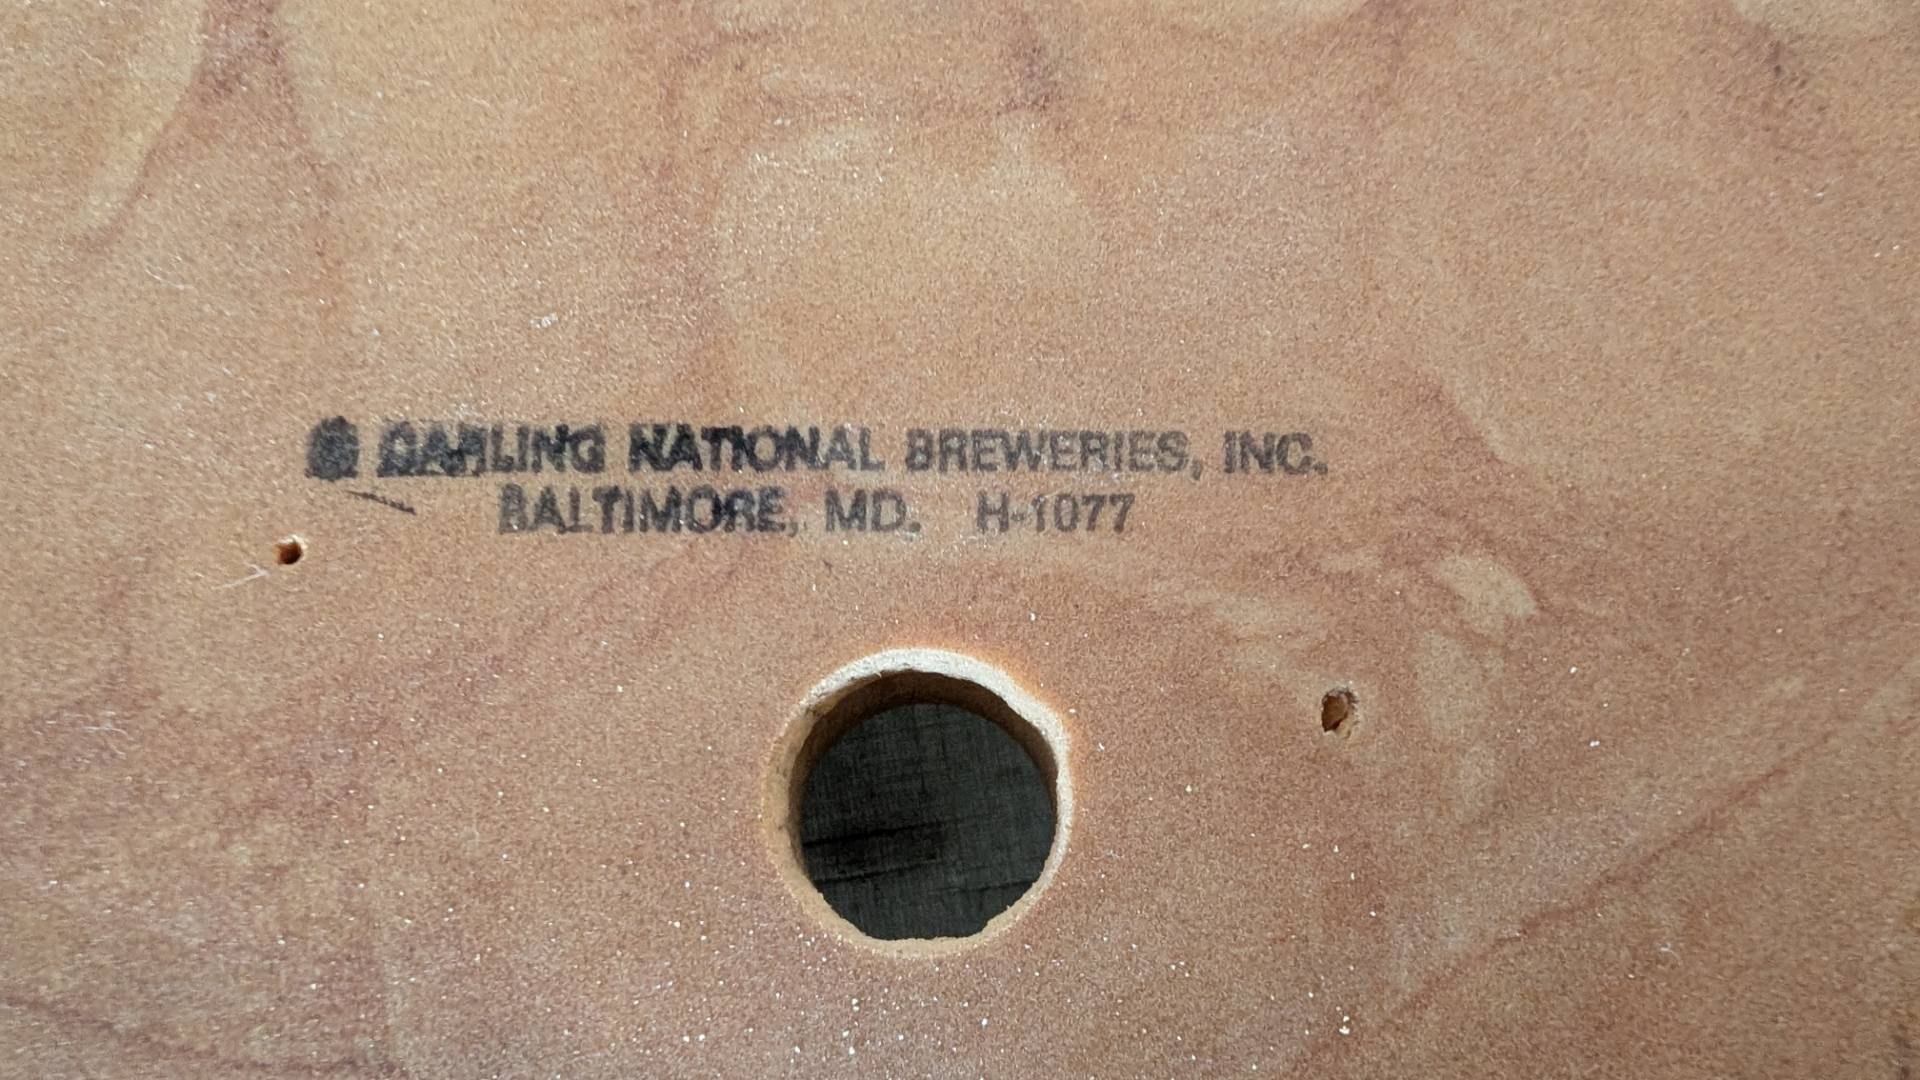 © CARLING NATIONAL BREWERIES, INC.
BALTIMORE, MD. H-1077